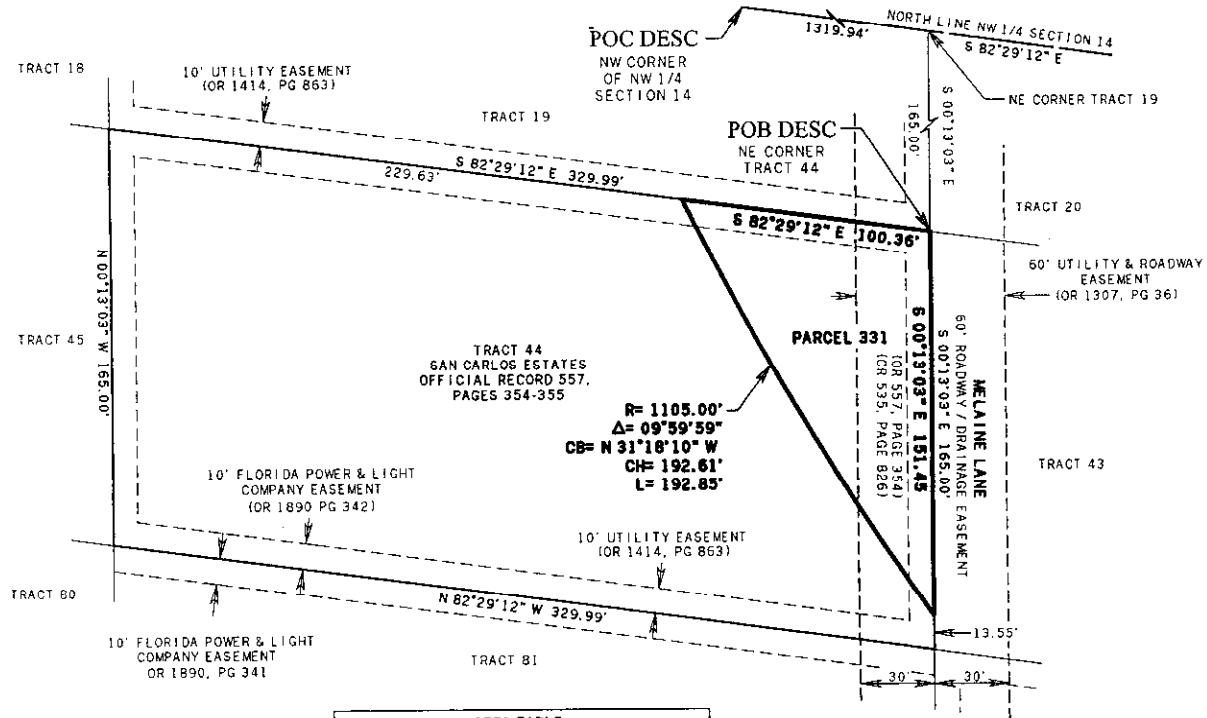 NORTH LINE NW 1/4 SECTION 14
1319.94'
S 82°29'12" E
POC DESC
NW CORNER
OF NW 1/4
SECTION 14
TRACT 18
10' UTILITY EASEMENT
(OR 1414, PG 863)
TRACT 19
NE CORNER TRACT 19
S 00°13'03" E
165.00'
POB DESC
NE CORNER
TRACT 44
S 82°29'12" E 329.99'
229.63'
S 82°29'12" E 100.36'
TRACT 20
60' UTILITY & ROADWAY
EASEMENT
(OR 1307, PG 36)
N 00°13'03" W 165.00'
TRACT 45
TRACT 44
SAN CARLOS ESTATES
OFFICIAL RECORD 557,
PAGES 354-355
PARCEL 331
R= 1105.00'
Δ= 09°59'59"
CB= N 31°18'10" W
CH= 192.61'
L= 192.85'
(OR 557, PAGE 354)
(CR 535, PAGE 826)
S 00°13'03" E 151.45
S 00°13'03" E 165.00'
60' ROADWAY / DRAINAGE EASEMENT
MELAINE LANE
TRACT 43
10' FLORIDA POWER & LIGHT
COMPANY EASEMENT
(OR 1890 PG 342)
10' UTILITY EASEMENT
(OR 1414, PG 863)
TRACT 80
N 82°29'12" W 329.99'
13.55'
10' FLORIDA POWER & LIGHT
COMPANY EASEMENT
OR 1890, PG 341
TRACT 81
30'
30'